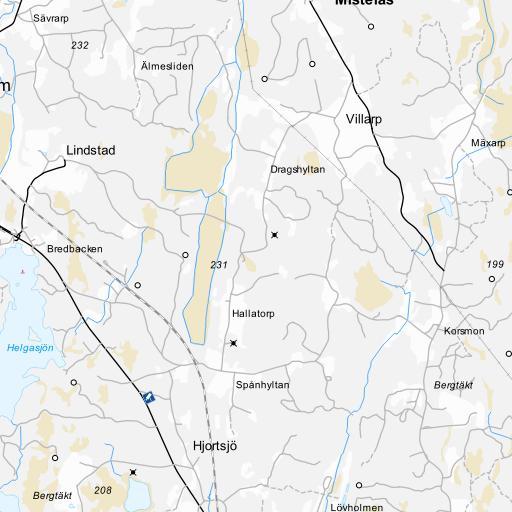 Mistelås
Sävrarp
232
Älmesliden
m
Villarp
Lindstad
Mäxarp
Dragshyltan
Bredbacken
231
199
Hallatorp
Korsmon
Helgasjön
Spånhyltan
Bergtäkt
Hjortsjö
208
Bergtäkt
Lövholmen